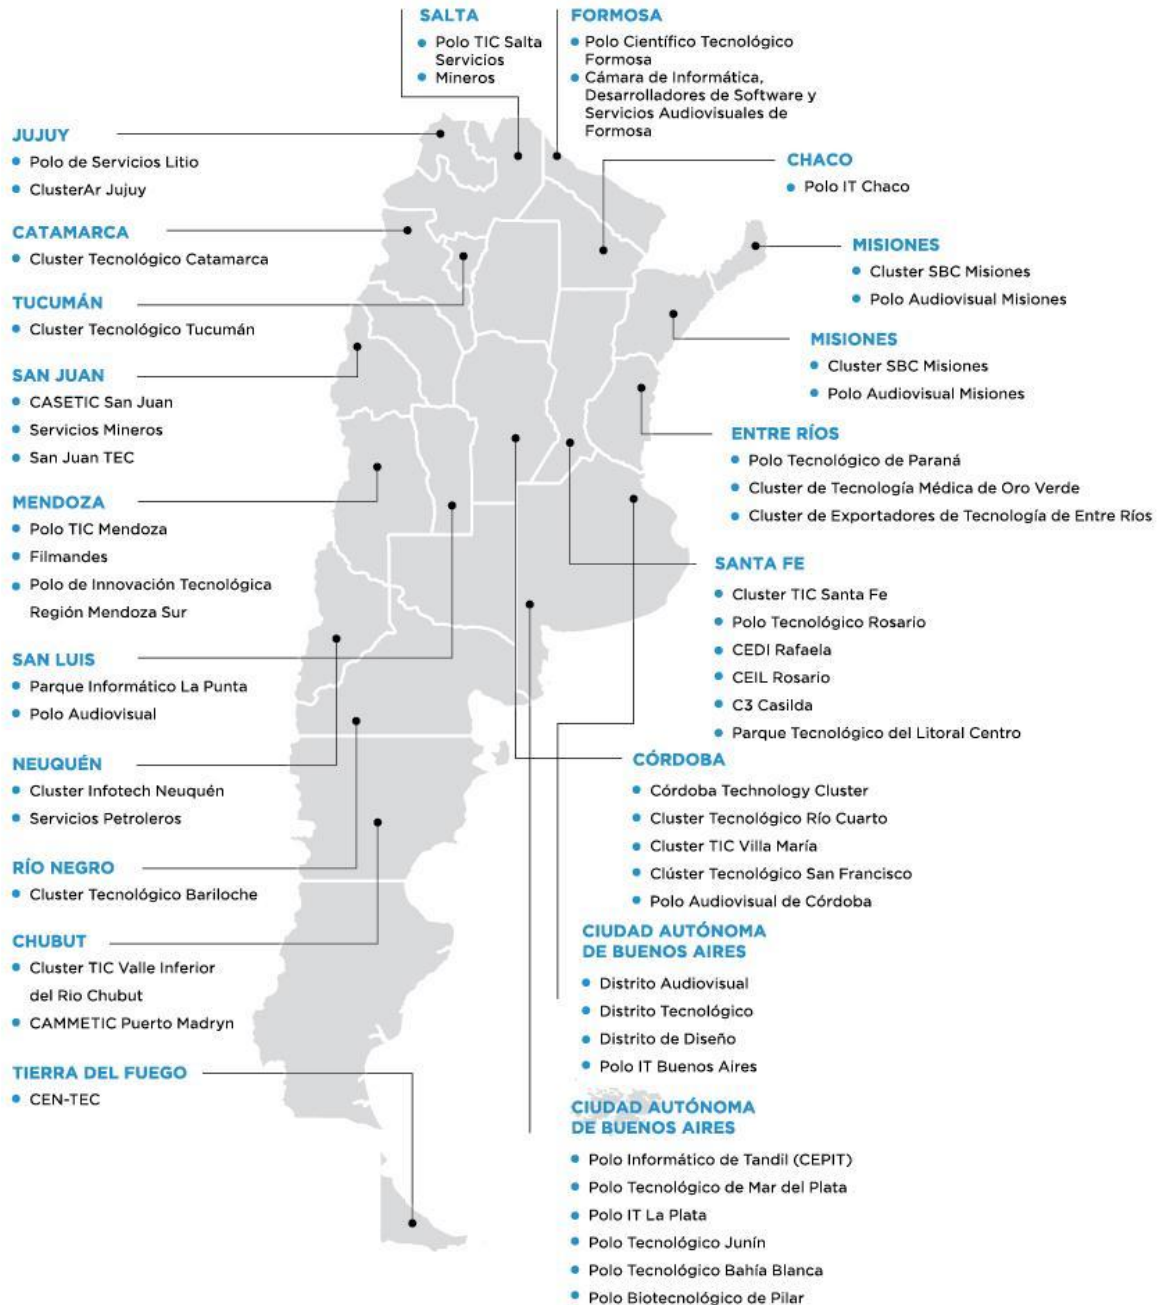 SALTA
Polo TIC Salta
Servicios
Mineros
FORMOSA
Polo Científico Tecnológico
Formosa
Cámara de Informática,
Desarrolladores de Software y
Servicios Audiovisuales de
Formosa
JUJUY
Polo de Servicios Litio
ClusterAr Jujuy
CHACO
Polo IT Chaco
CATAMARCA
Cluster Tecnológico Catamarca
MISIONES
Cluster SBC Misiones
Polo Audiovisual Misiones
TUCUMÁN
Cluster Tecnológico Tucumán
MISIONES
Cluster SBC Misiones
Polo Audiovisual Misiones
SAN JUAN
CASETIC San Juan
Servicios Mineros
San Juan TEC
ENTRE RÍOS
Polo Tecnológico de Paraná
Cluster de Tecnología Médica de Oro Verde
Cluster de Exportadores de Tecnología de Entre Ríos
MENDOZA
Polo TIC Mendoza
Filmandes
Polo de Innovación Tecnológica
Región Mendoza Sur
SANTA FE
Cluster TIC Santa Fe
Polo Tecnológico Rosario
CEDI Rafaela
CEIL Rosario
C3 Casilda
Parque Tecnológico del Litoral Centro
SAN LUIS
Parque Informático La Punta
Polo Audiovisual
NEUQUÉN
Cluster Infotech Neuquén
Servicios Petroleros
CÓRDOBA
Córdoba Technology Cluster
Cluster Tecnológico Río Cuarto
Cluster TIC Villa María
Clúster Tecnológico San Francisco
Polo Audiovisual de Córdoba
RÍO NEGRO
Cluster Tecnológico Bariloche
CHUBUT
Cluster TIC Valle Inferior
del Rio Chubut
CAMMETIC Puerto Madryn
CIUDAD AUTÓNOMA
DE BUENOS AIRES
Distrito Audiovisual
Distrito Tecnológico
Distrito de Diseño
Polo IT Buenos Aires
TIERRA DEL FUEGO
CEN-TEC
CIUDAD AUTÓNOMA
DE BUENOS AIRES
Polo Informático de Tandil (CEPIT)
Polo Tecnológico de Mar del Plata
Polo IT La Plata
Polo Tecnológico Junín
Polo Tecnológico Bahía Blanca
Polo Biotecnológico de Pilar